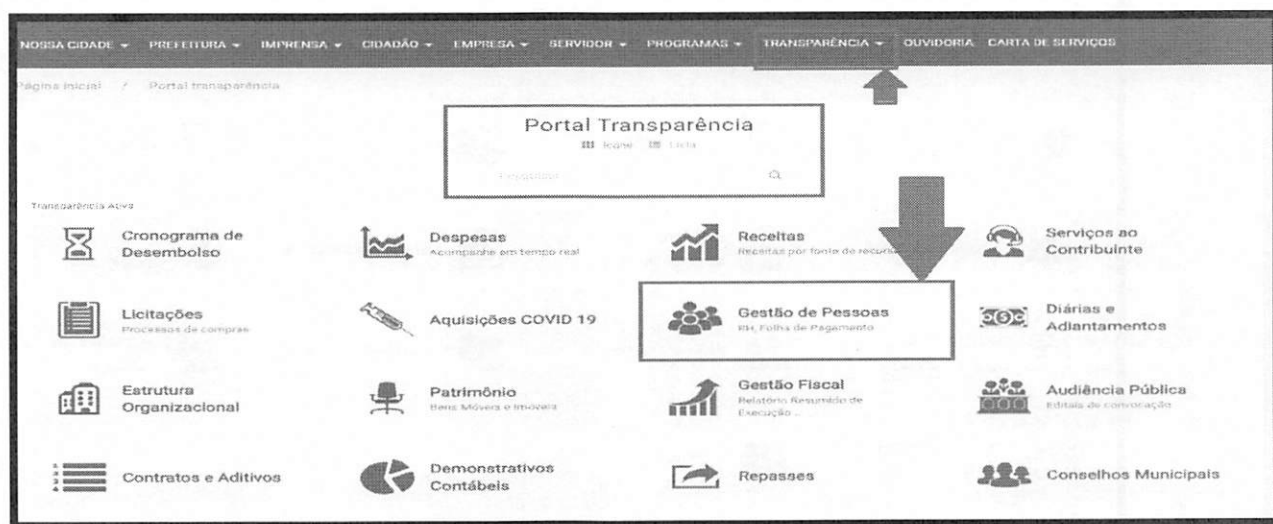 NOSSA CIDADE PREFEITURA IMPRENSA CIDADÃO EMPRESA SERVIDOR PROGRAMAS TRANSPARÊNCIA OUVIDORIA CARTA DE SERVIÇOS
Página Inicial / Portal transparência
Portal Transparência
Ícone Lista
Pesquisar
Transparência Ativa
Cronograma de
Desembolso
Despesas
Acompanhe em tempo real
Receitas
Receitas por fonte de recurso
Serviços ao
Contribuinte
Licitações
Processos de compras
Aquisições COVID 19
Gestão de Pessoas
RH, Folha de Pagamento
Diárias e
Adiantamentos
Estrutura
Organizacional
Patrimônio
Bens Móveis e Imóveis
Gestão Fiscal
Relatório Resumido de
Execução ...
Audiência Pública
Editais de convocação
Contratos e Aditivos
Demonstrativos
Contábeis
Repasses
Conselhos Municipais